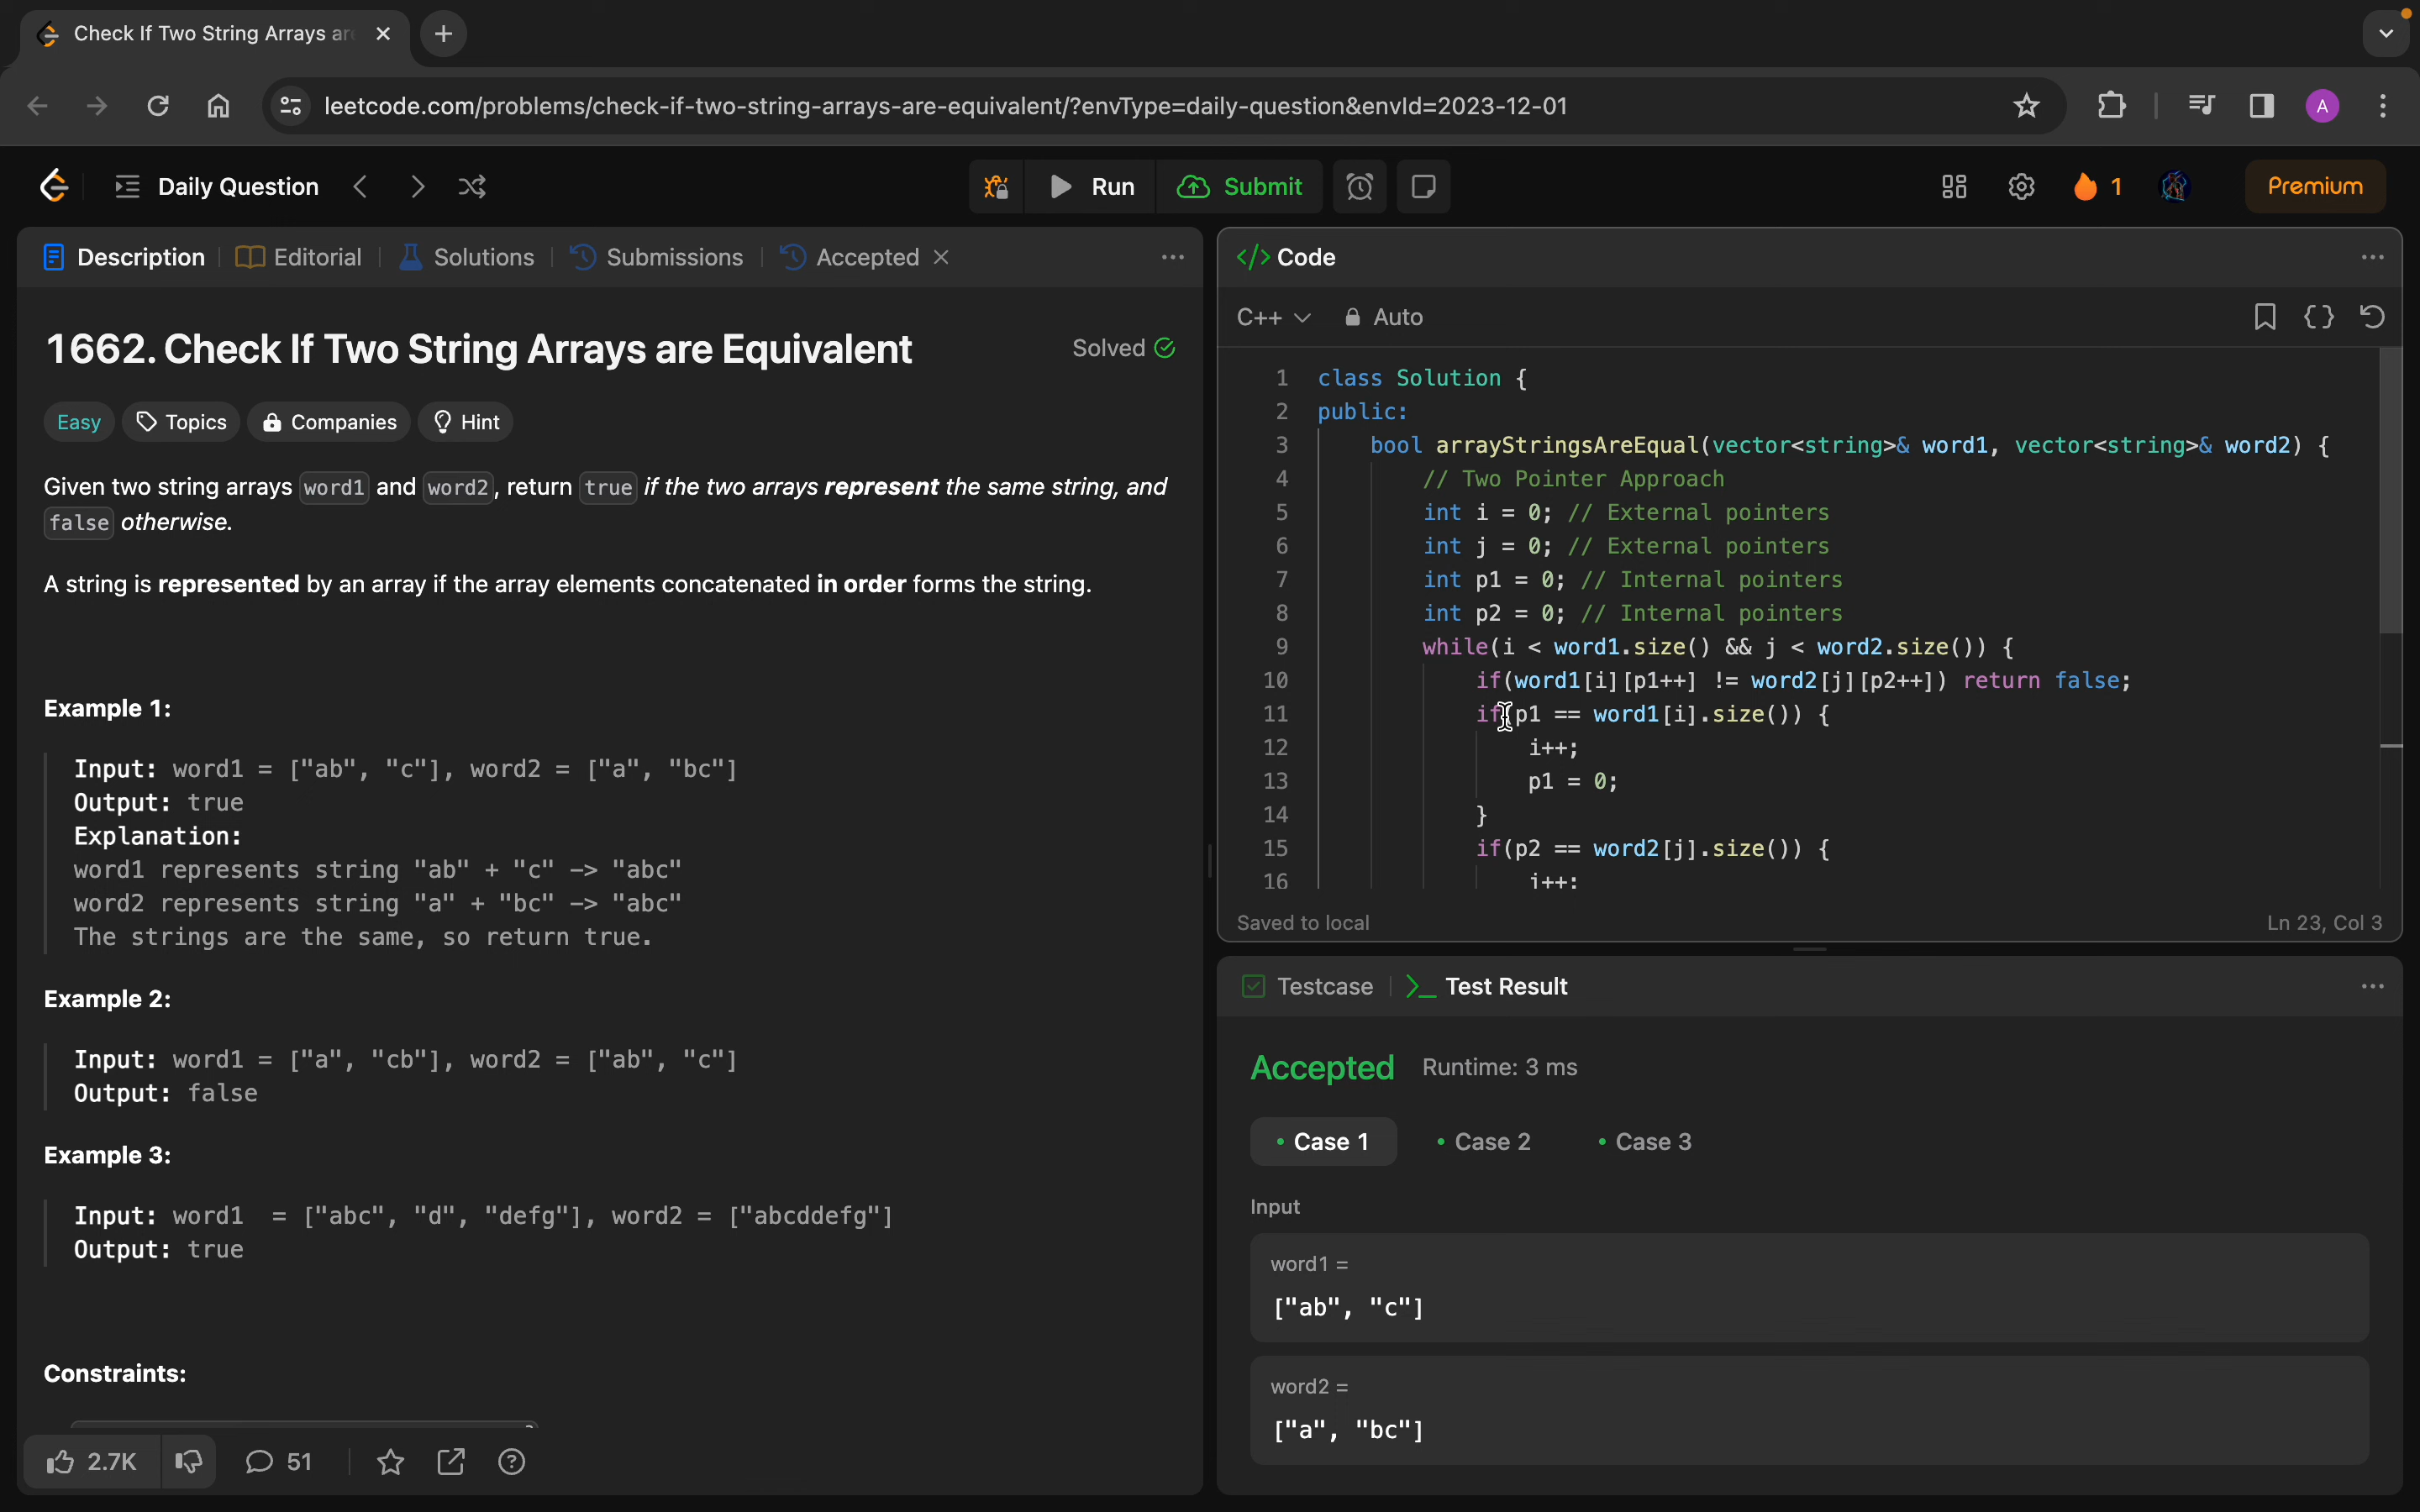 Check If Two String Arrays are
leetcode.com/problems/check-if-two-string-arrays-are-equivalent/?envType=daily-question&envId=2023-12-01
A
Daily Question
Run
Submit
1
Premium
Description
Editorial
Solutions
Submissions
Accepted
1662. Check If Two String Arrays are Equivalent
Solved
Easy
Topics
Companies
Hint
Given two string arrays word1 and word2, return true if the two arrays represent the same string, and
false otherwise.
A string is represented by an array if the array elements concatenated in order forms the string.
Example 1:
Input: word1 = ["ab", "c"], word2 = ["a", "bc"]
Output: true
Explanation:
word1 represents string "ab" + "c" -> "abc"
word2 represents string "a" + "bc" -> "abc"
The strings are the same, so return true.
Example 2:
Input: word1 = ["a", "cb"], word2 = ["ab", "c"]
Output: false
Example 3:
Input: word1  = ["abc", "d", "defg"], word2 = ["abcddefg"]
Output: true
Constraints:
2.7K
51
</> Code
C++
Auto
1 class Solution {
2 public:
3     bool arrayStringsAreEqual(vector<string>& word1, vector<string>& word2) {
4         // Two Pointer Approach
5         int i = 0; // External pointers
6         int j = 0; // External pointers
7         int p1 = 0; // Internal pointers
8         int p2 = 0; // Internal pointers
9         while(i < word1.size() && j < word2.size()) {
10             if(word1[i][p1++] != word2[j][p2++]) return false;
11             if(p1 == word1[i].size()) {
12                 i++;
13                 p1 = 0;
14             }
15             if(p2 == word2[j].size()) {
16                 j++;
Saved to local
Ln 23, Col 3
Testcase
Test Result
Accepted
Runtime: 3 ms
Case 1
Case 2
Case 3
Input
word1 =
["ab", "c"]
word2 =
["a", "bc"]